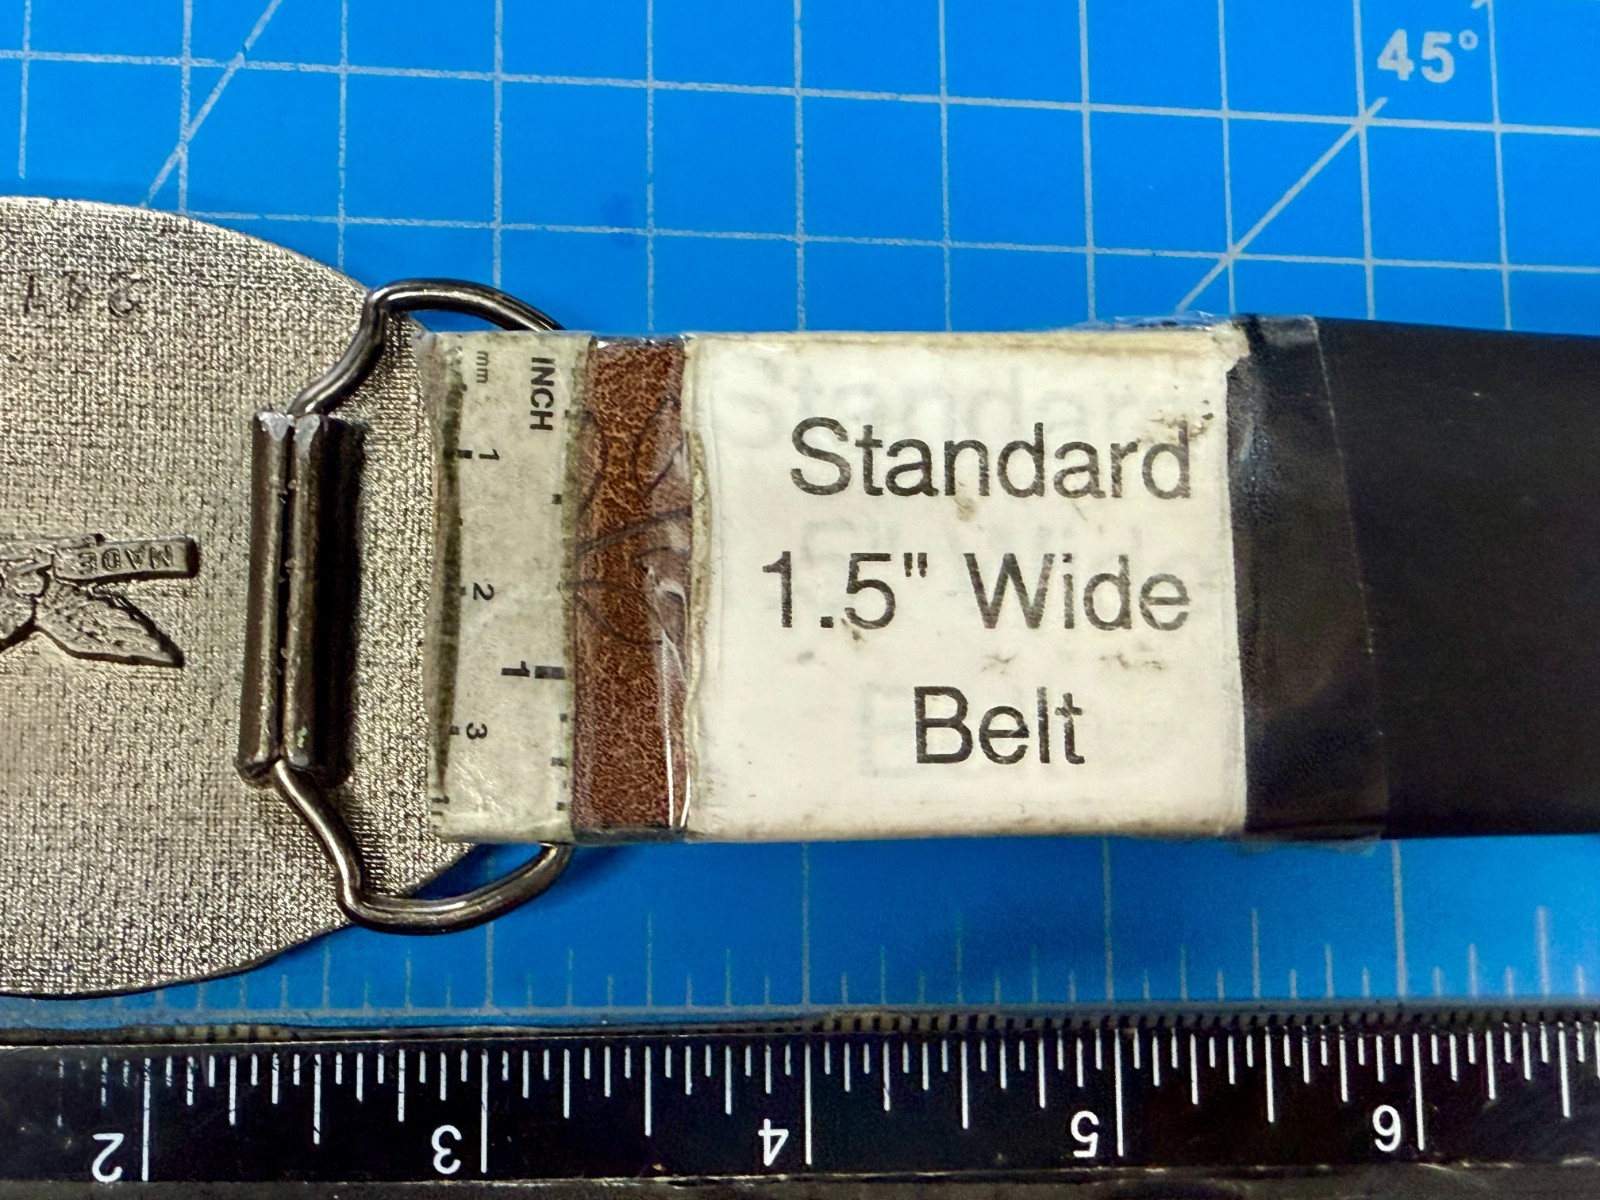 45°
mm
INCH
1
2
1
3
Standard
1.5" Wide
Belt
MADE
2 3 4 5 6